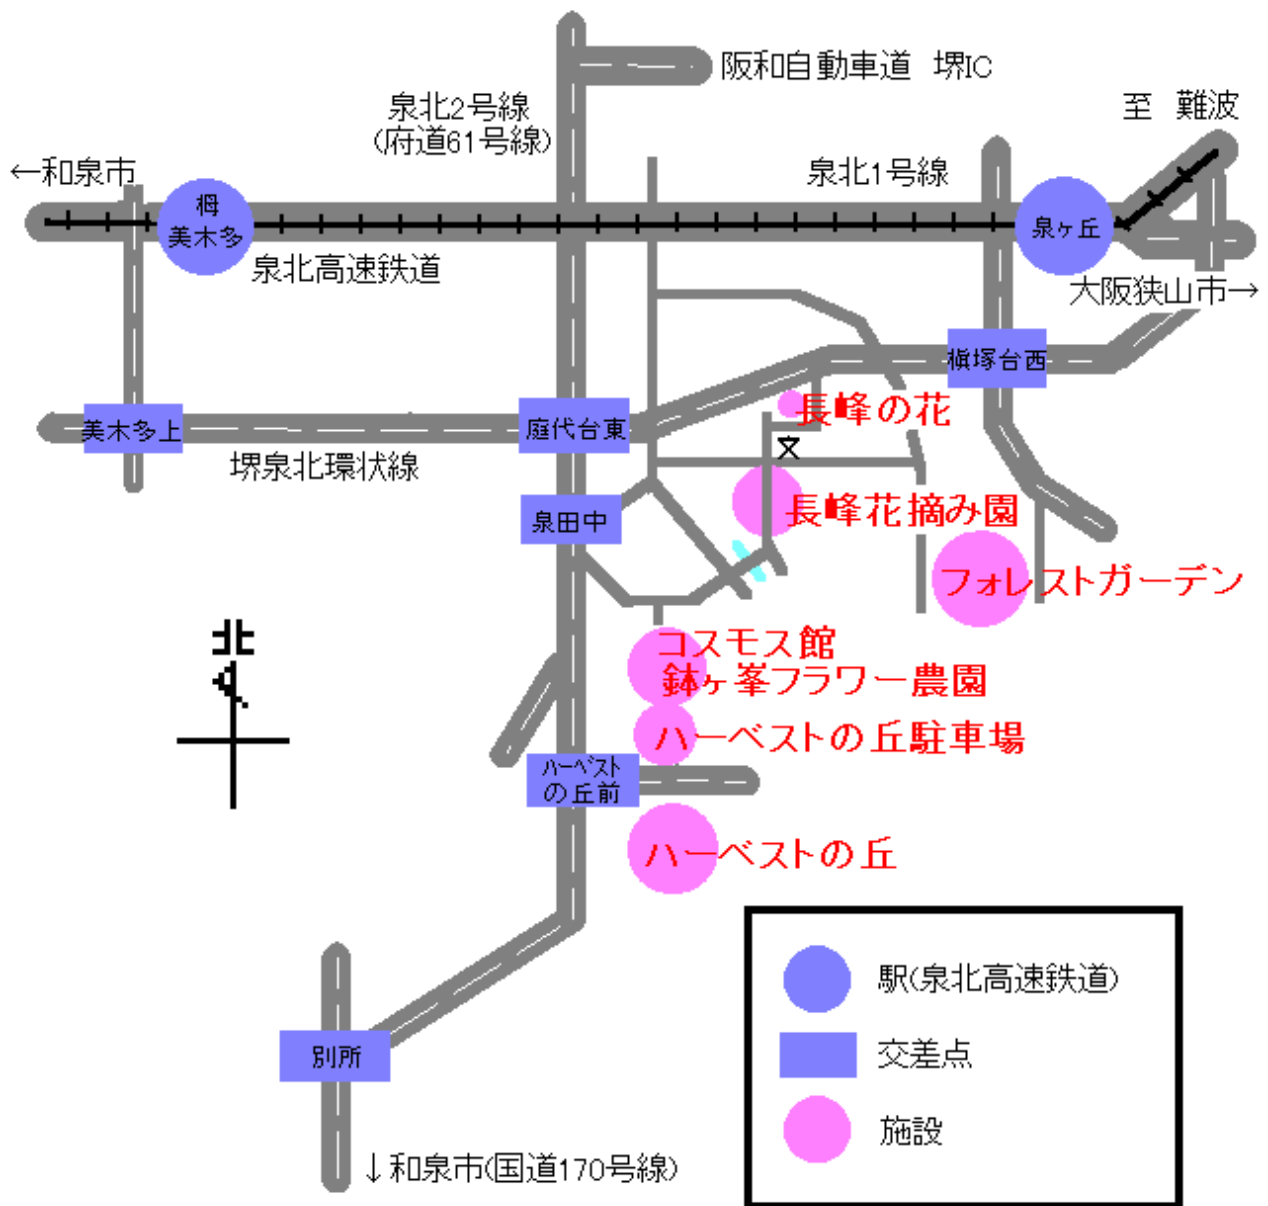 阪和自動車道 堺IC
泉北2号線
(府道61号線)
至 難波
←和泉市
泉北1号線
栂
美木多
泉ヶ丘
泉北高速鉄道
大阪狭山市→
槇塚台西
長峰の花
美木多上
庭代台東
文
堺泉北環状線
長峰花摘み園
泉田中
フォレストガーデン
北
コスモス館
鉢ヶ峯フラワー農園
ハーベストの丘駐車場
ハーベスト
の丘前
ハーベストの丘
駅(泉北高速鉄道)
別所
交差点
施設
↓和泉市(国道170号線)